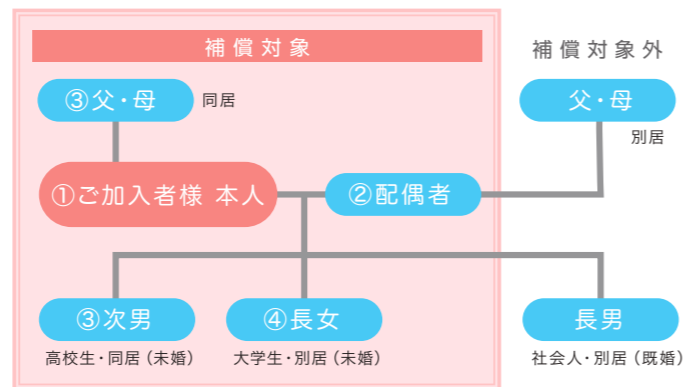 補償対象
補償対象外
③父・母
同居
父・母
別居
①ご加入者様 本人
②配偶者
③次男
④長女
長男
高校生・同居（未婚）
大学生・別居（未婚）
社会人・別居（既婚）